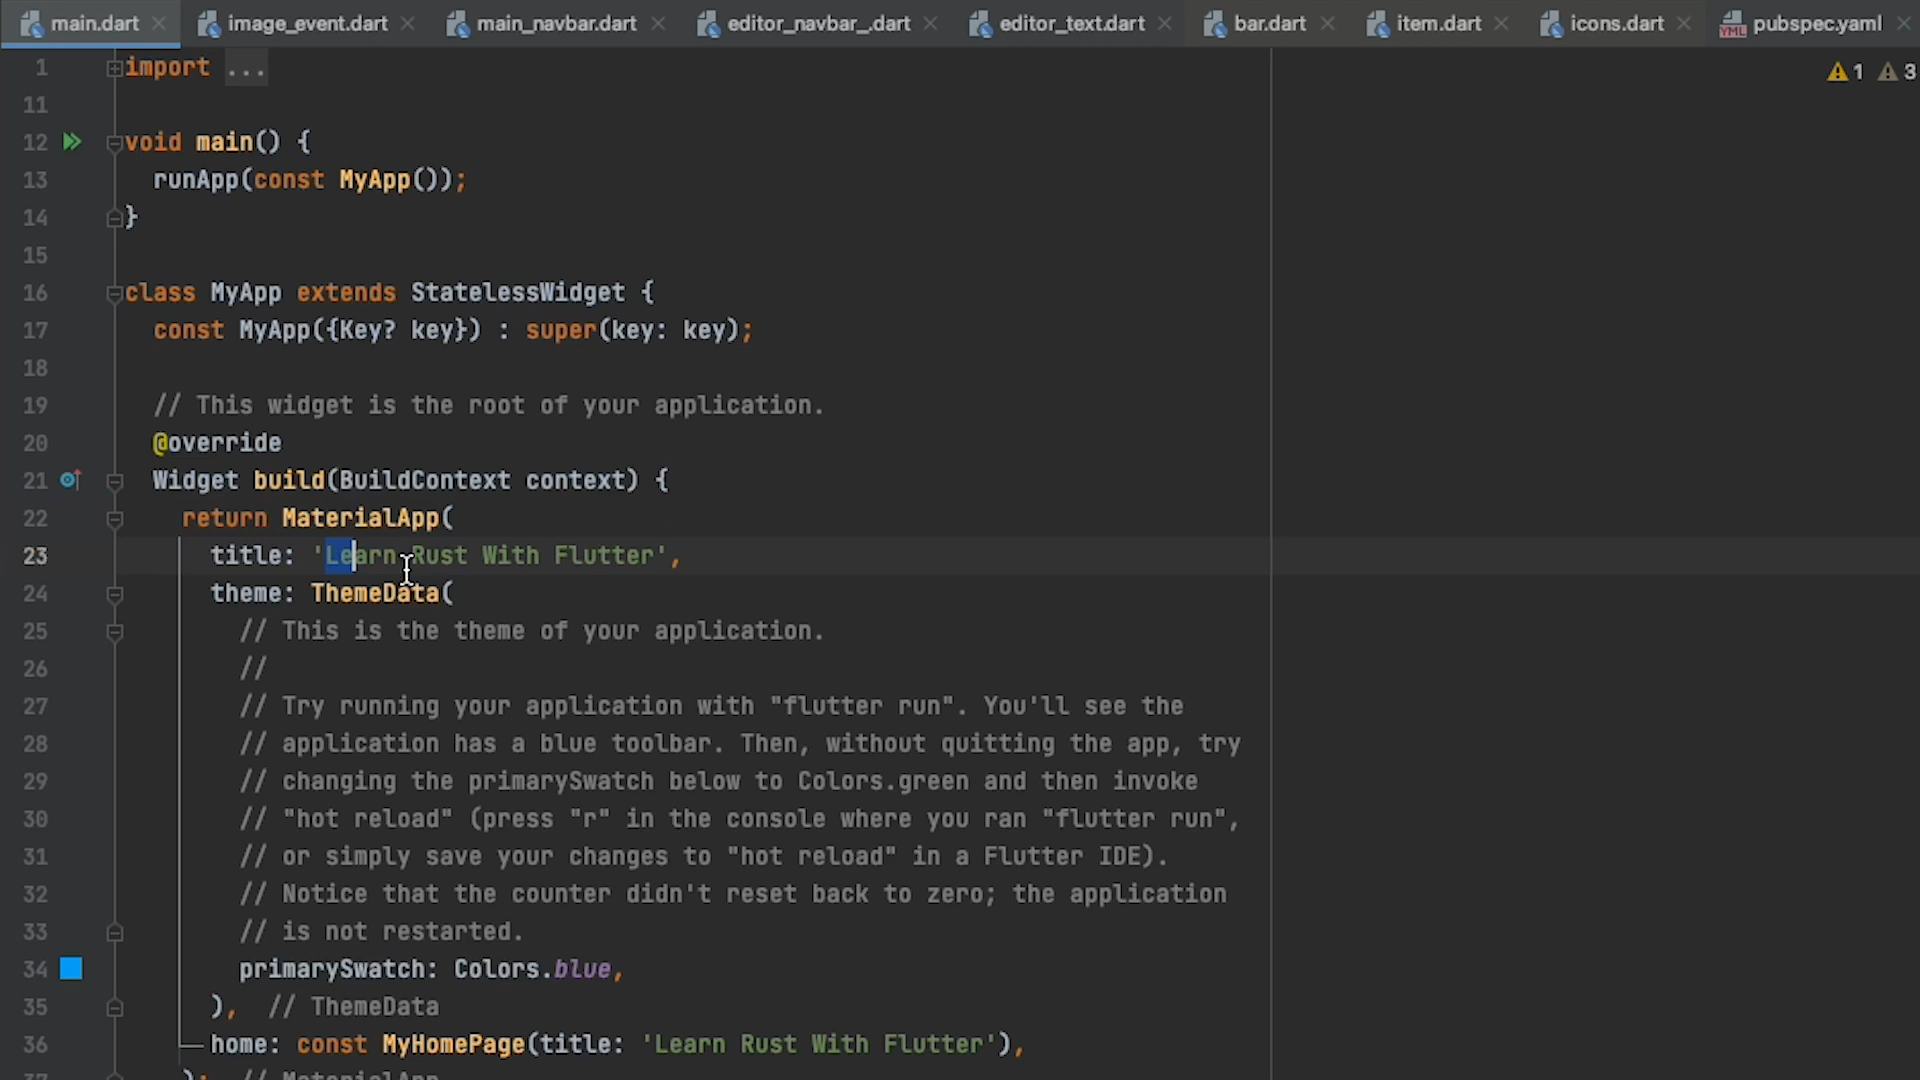 main.dart image_event.dart main_navbar.dart editor_navbar_.dart editor_text.dart bar.dart item.dart icons.dart pubspec.yaml
1 import ... 1 3
11
12 void main() {
13 runApp(const MyApp());
14 }
15
16 class MyApp extends StatelessWidget {
17 const MyApp({Key? key}) : super(key: key);
18
19 // This widget is the root of your application.
20 @override
21 Widget build(BuildContext context) {
22 return MaterialApp(
23 title: 'Learn Rust With Flutter',
24 theme: ThemeData(
25 // This is the theme of your application.
26 //
27 // Try running your application with "flutter run". You'll see the
28 // application has a blue toolbar. Then, without quitting the app, try
29 // changing the primarySwatch below to Colors.green and then invoke
30 // "hot reload" (press "r" in the console where you ran "flutter run",
31 // or simply save your changes to "hot reload" in a Flutter IDE).
32 // Notice that the counter didn't reset back to zero; the application
33 // is not restarted.
34 primarySwatch: Colors.blue,
35 ), // ThemeData
36 home: const MyHomePage(title: 'Learn Rust With Flutter'),
37 ); // MaterialApp